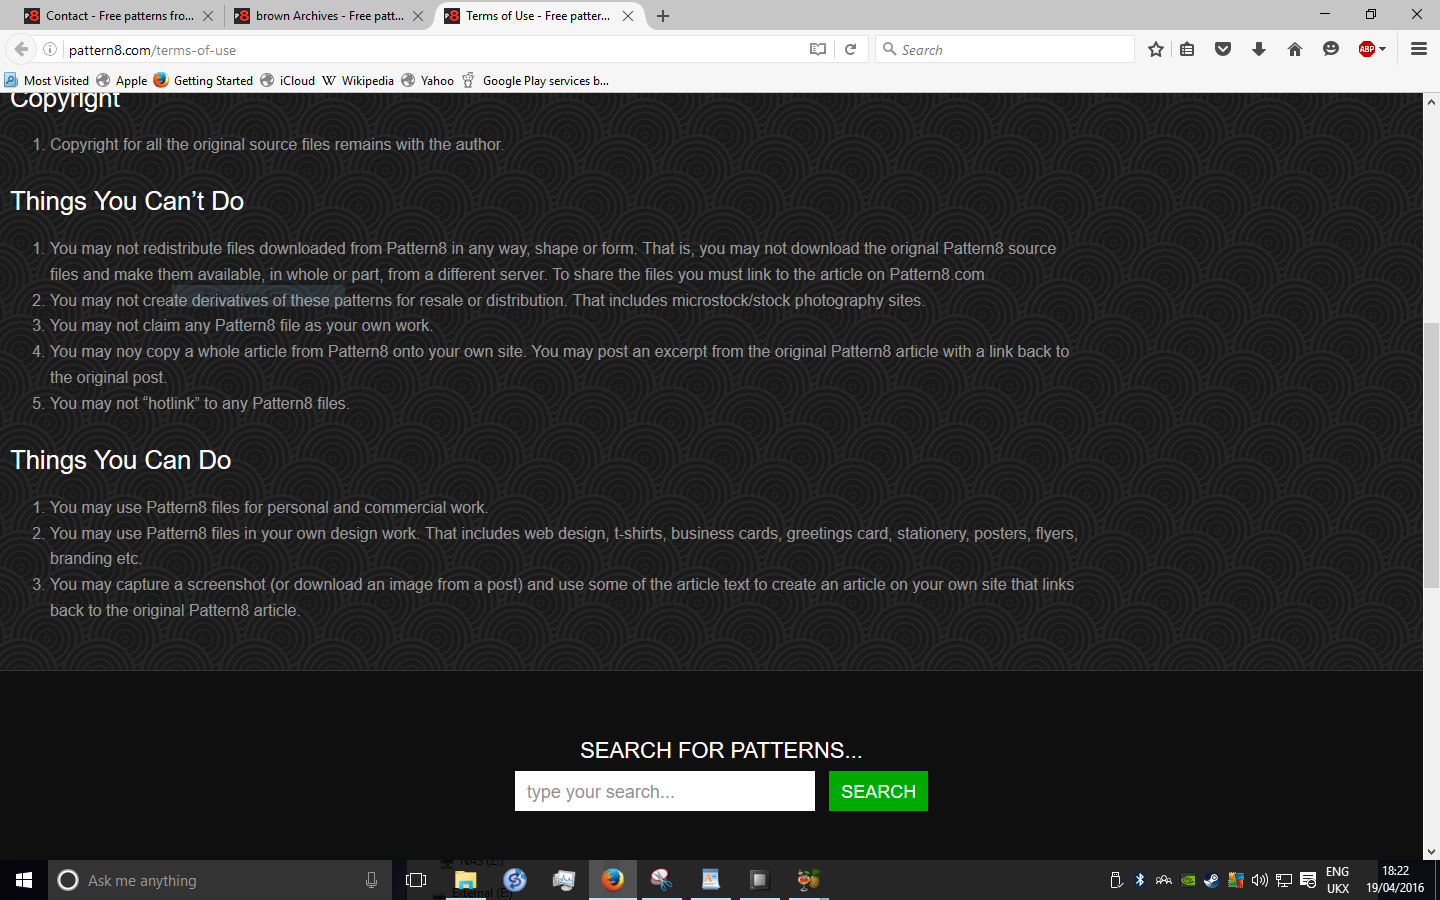 Contact - Free patterns fro...
brown Archives - Free patt...
Terms of Use - Free patter...
pattern8.com/terms-of-use
Search
ABP
Most Visited
Apple
Getting Started
iCloud
W Wikipedia
Yahoo
Google Play services b...
Copyright
1. Copyright for all the original source files remains with the author.
Things You Can’t Do
1. You may not redistribute files downloaded from Pattern8 in any way, shape or form. That is, you may not download the orignal Pattern8 source
files and make them available, in whole or part, from a different server. To share the files you must link to the article on Pattern8.com
2. You may not create derivatives of these patterns for resale or distribution. That includes microstock/stock photography sites.
3. You may not claim any Pattern8 file as your own work.
4. You may noy copy a whole article from Pattern8 onto your own site. You may post an excerpt from the original Pattern8 article with a link back to
the original post.
5. You may not “hotlink” to any Pattern8 files.
Things You Can Do
1. You may use Pattern8 files for personal and commercial work.
2. You may use Pattern8 files in your own design work. That includes web design, t-shirts, business cards, greetings card, stationery, posters, flyers,
branding etc.
3. You may capture a screenshot (or download an image from a post) and use some of the article text to create an article on your own site that links
back to the original Pattern8 article.
SEARCH FOR PATTERNS...
type your search...
SEARCH
NAS (Z:)
External (E:)
Ask me anything
ENG
UKX
18:22
19/04/2016